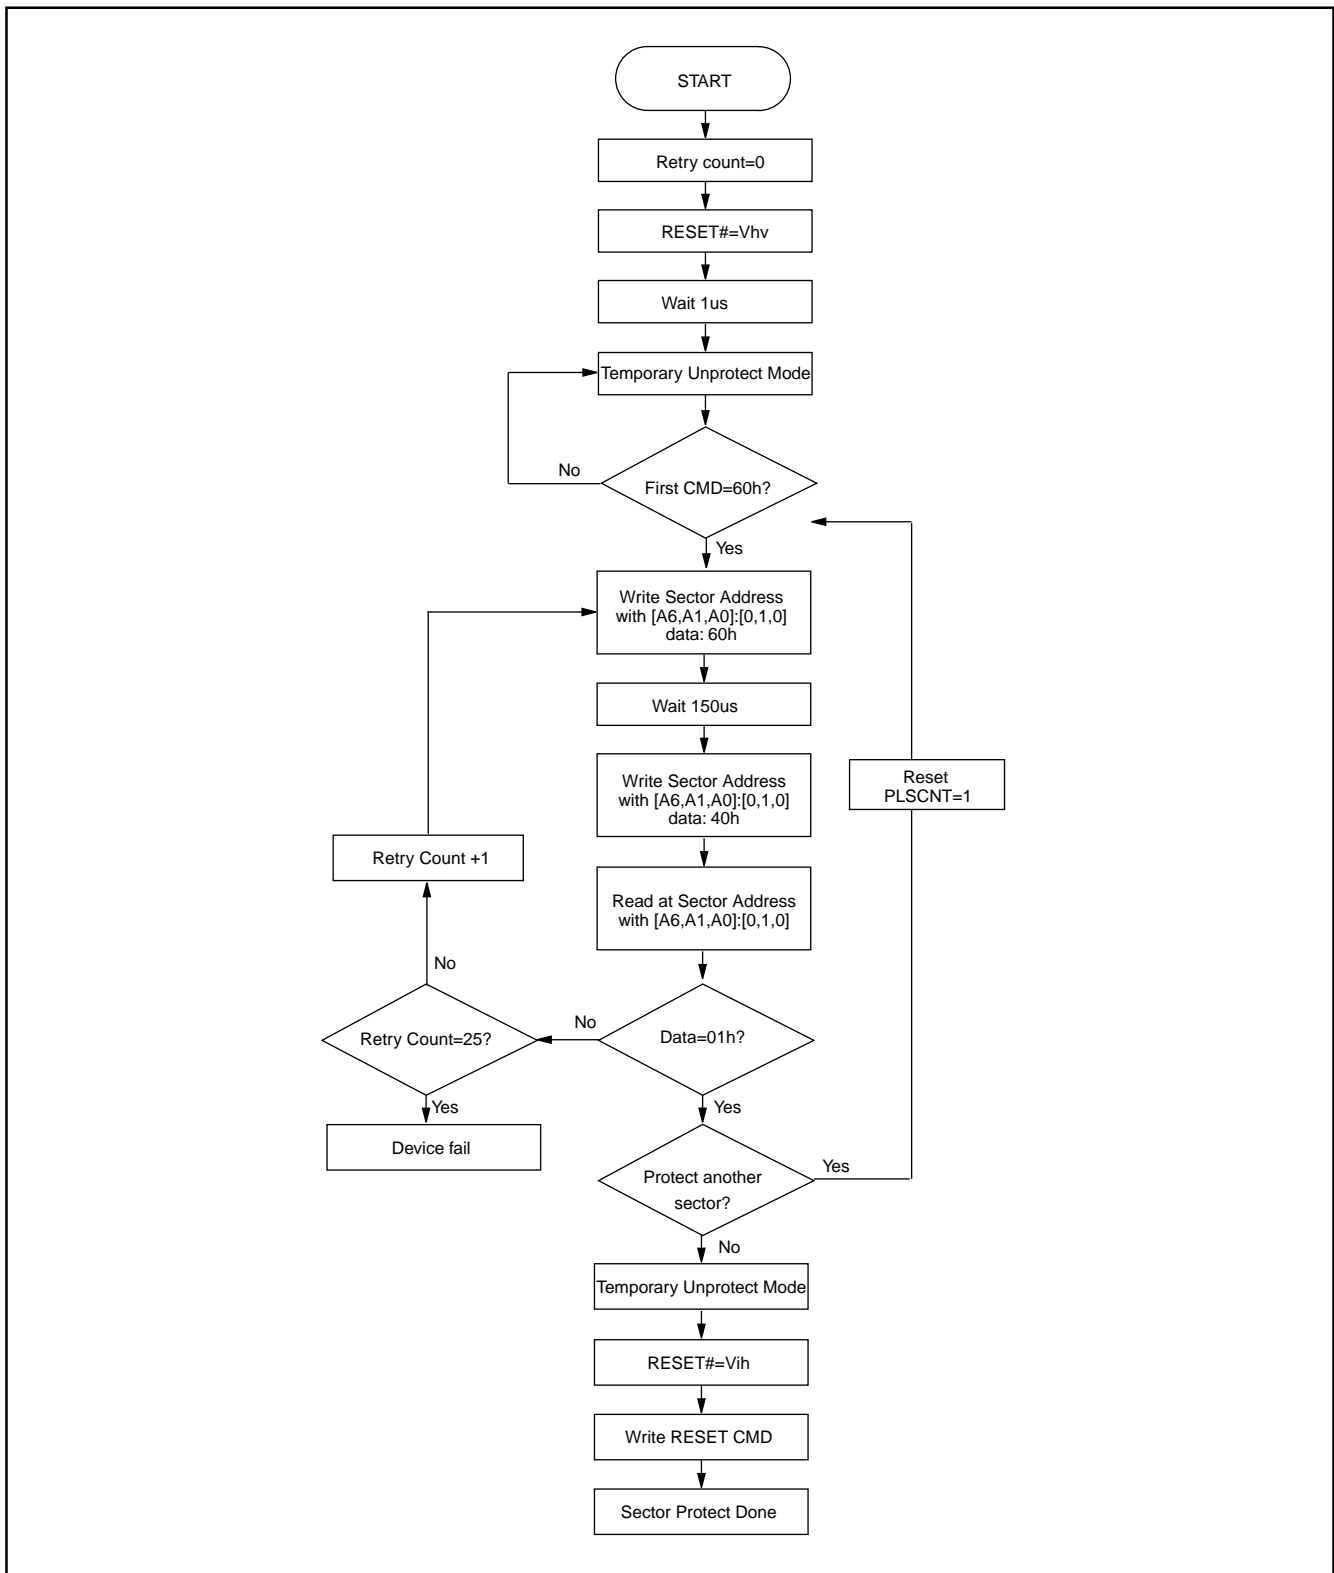 START
Retry count=0
RESET#=Vhv
Wait 1us
Temporary Unprotect Mode
No
First CMD=60h?
Yes
Write Sector Address
with [A6,A1,A0]:[0,1,0]
data: 60h
Wait 150us
Write Sector Address
with [A6,A1,A0]:[0,1,0]
data: 40h
Reset
PLSCNT=1
Retry Count +1
Read at Sector Address
with [A6,A1,A0]:[0,1,0]
No
No
Retry Count=25?
Data=01h?
Yes
Yes
Device fail
Protect another
sector?
Yes
No
Temporary Unprotect Mode
RESET#=Vih
Write RESET CMD
Sector Protect Done